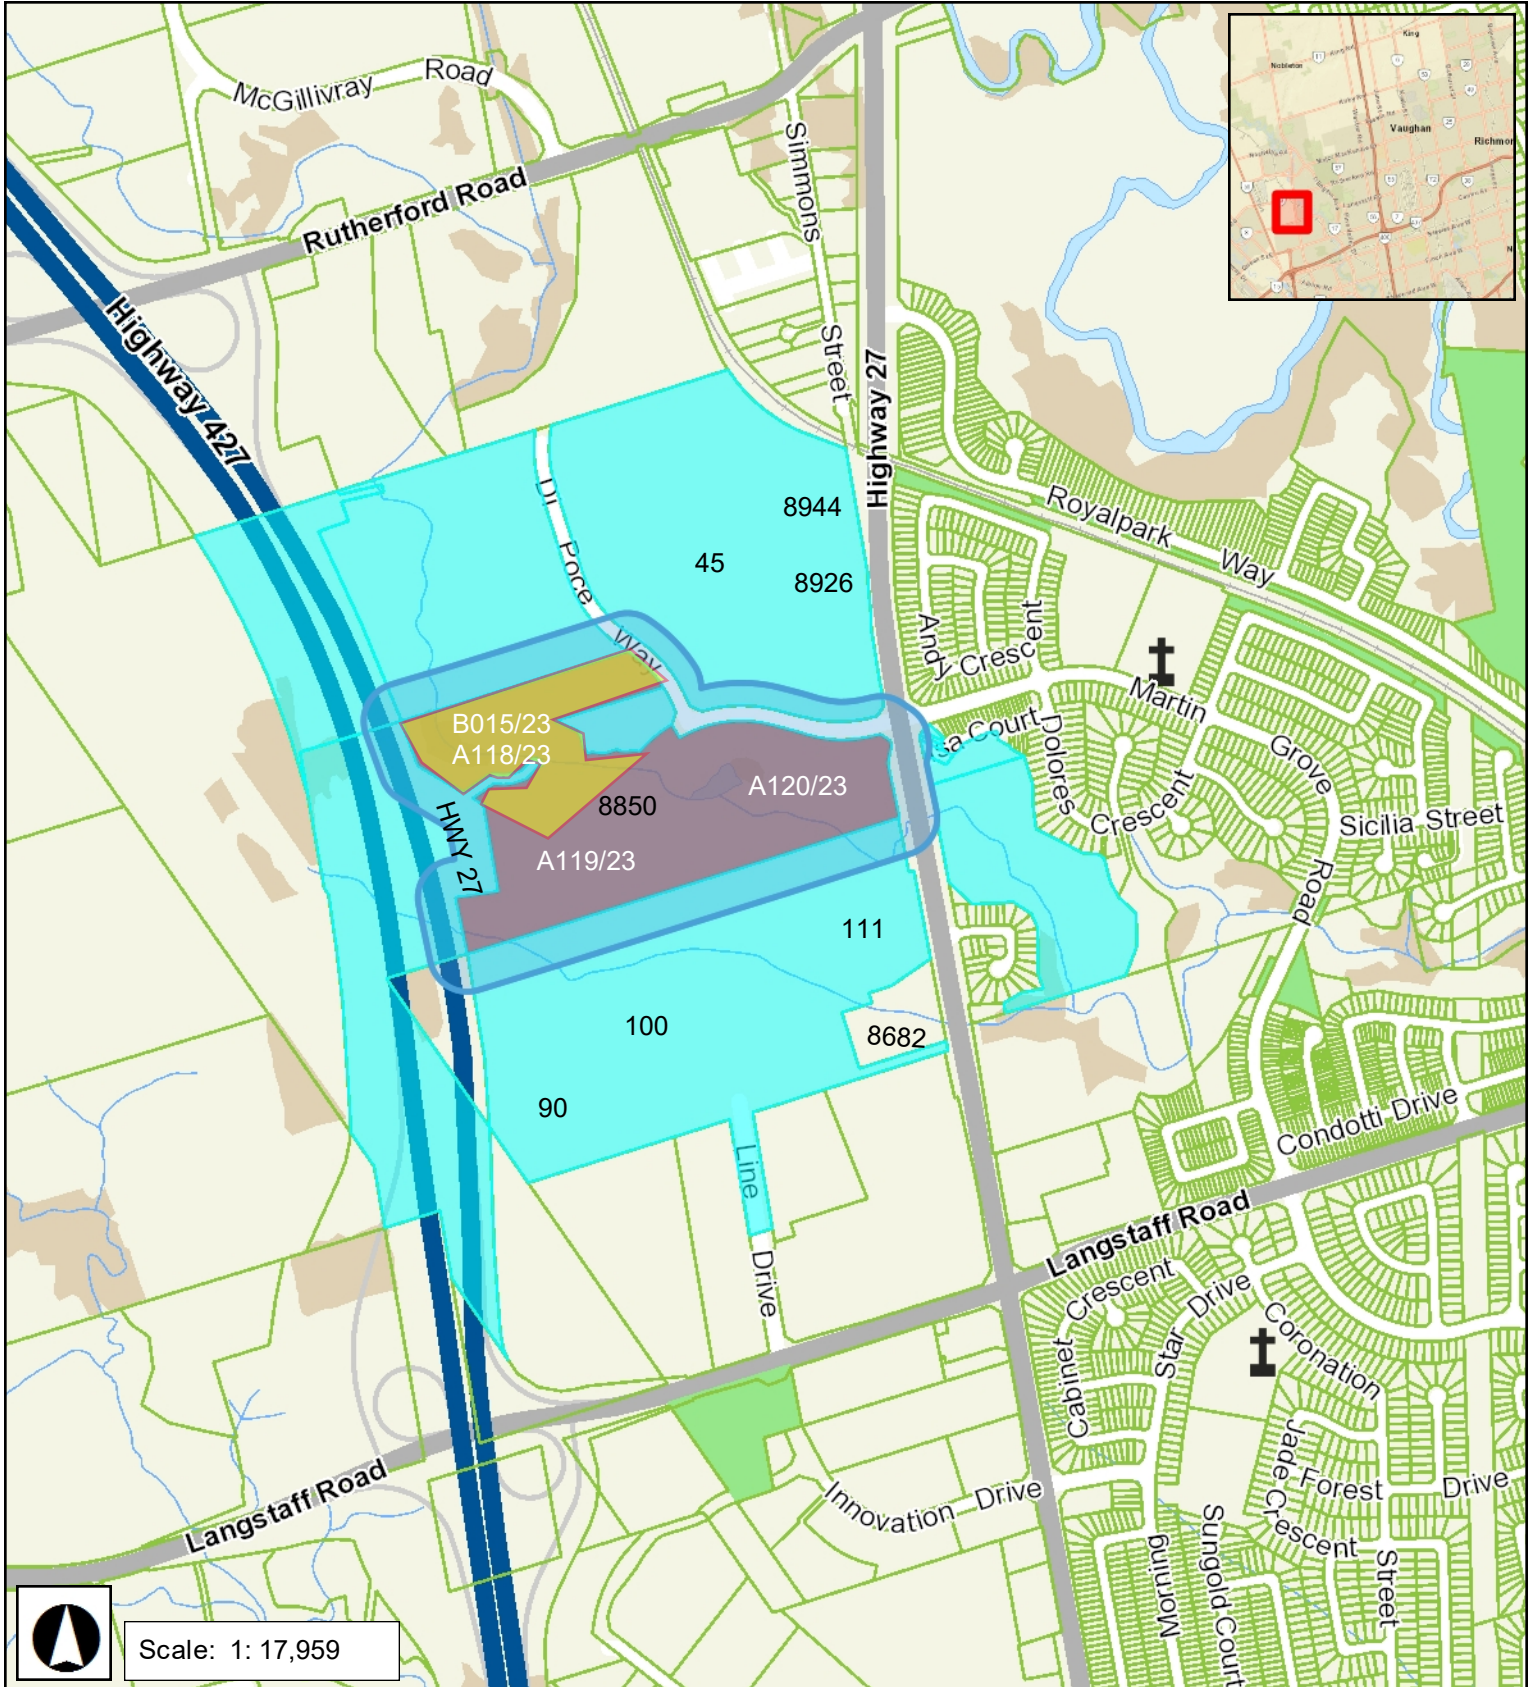 McGillivray Road
Rutherford Road
Simmons Street
Highway 427
Highway 27
King
Nobleton
Vaughan
Di Poce Way
8944
45
8926
Royalpark Way
Andy Crescent
Martin Grove Road
sa Court
Dolores Crescent
B015/23
A118/23
A120/23
8850
A119/23
HWY 27
Sicilia Street
111
100
8682
90
Line Drive
Condotti Drive
Langstaff Road
Cabinet Crescent
Morning Star Drive
Coronation Street
Jade Crescent
Forest Drive
Innovation Drive
Sungold Court
Langstaff Road
Scale: 1: 17,959